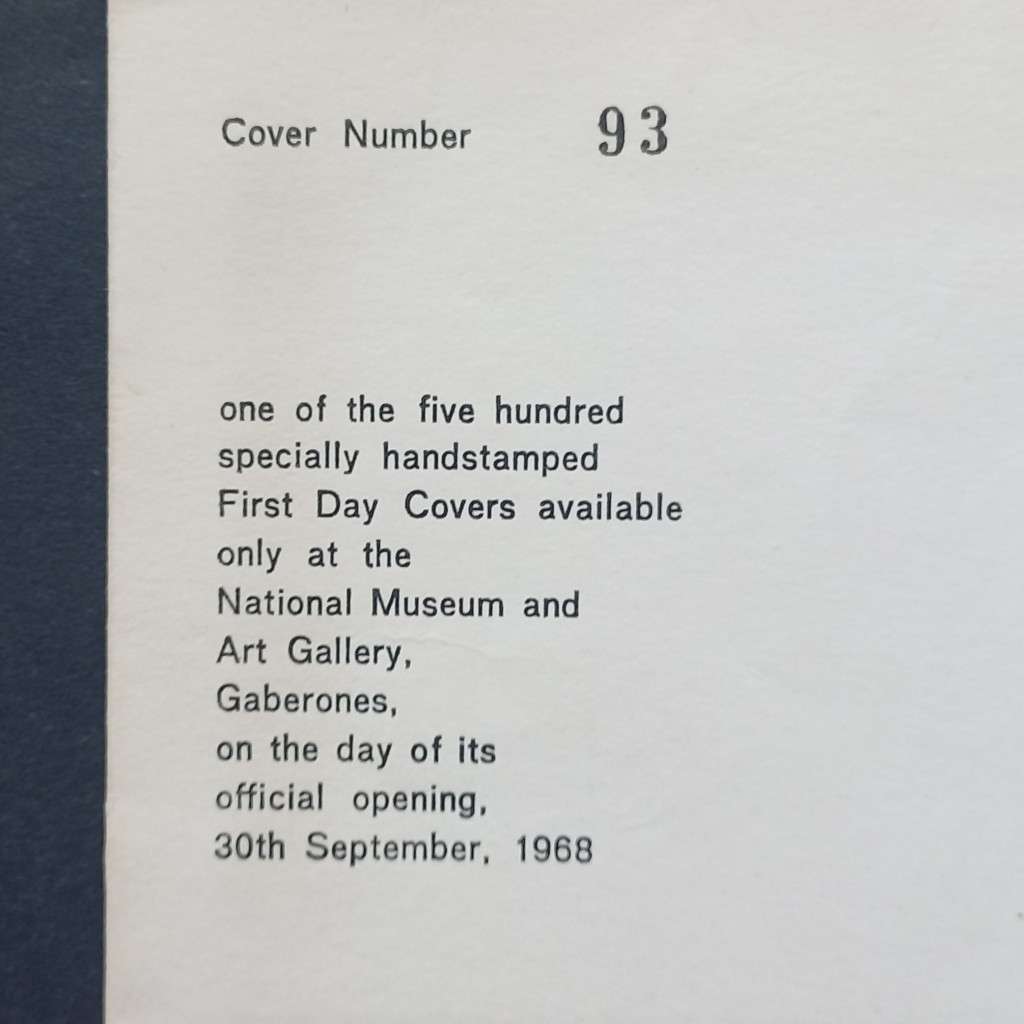 Cover Number 93
one of the five hundred
specially handstamped
First Day Covers available
only at the
National Museum and
Art Gallery,
Gaberones,
on the day of its
official opening,
30th September, 1968